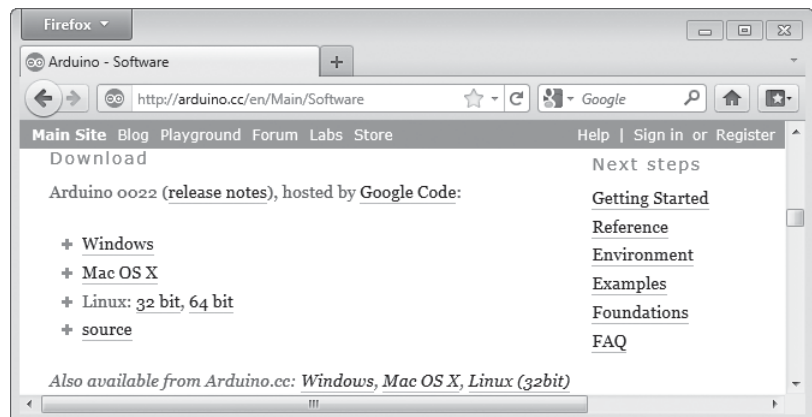 Firefox
Arduino - Software
http://arduino.cc/en/Main/Software
Google
Main Site Blog Playground Forum Labs Store
Help | Sign in or Register
Download
Arduino 0022 (release notes), hosted by Google Code:
Windows
Mac OS X
Linux: 32 bit, 64 bit
source
Also available from Arduino.cc: Windows, Mac OS X, Linux (32bit)
Next steps
Getting Started
Reference
Environment
Examples
Foundations
FAQ